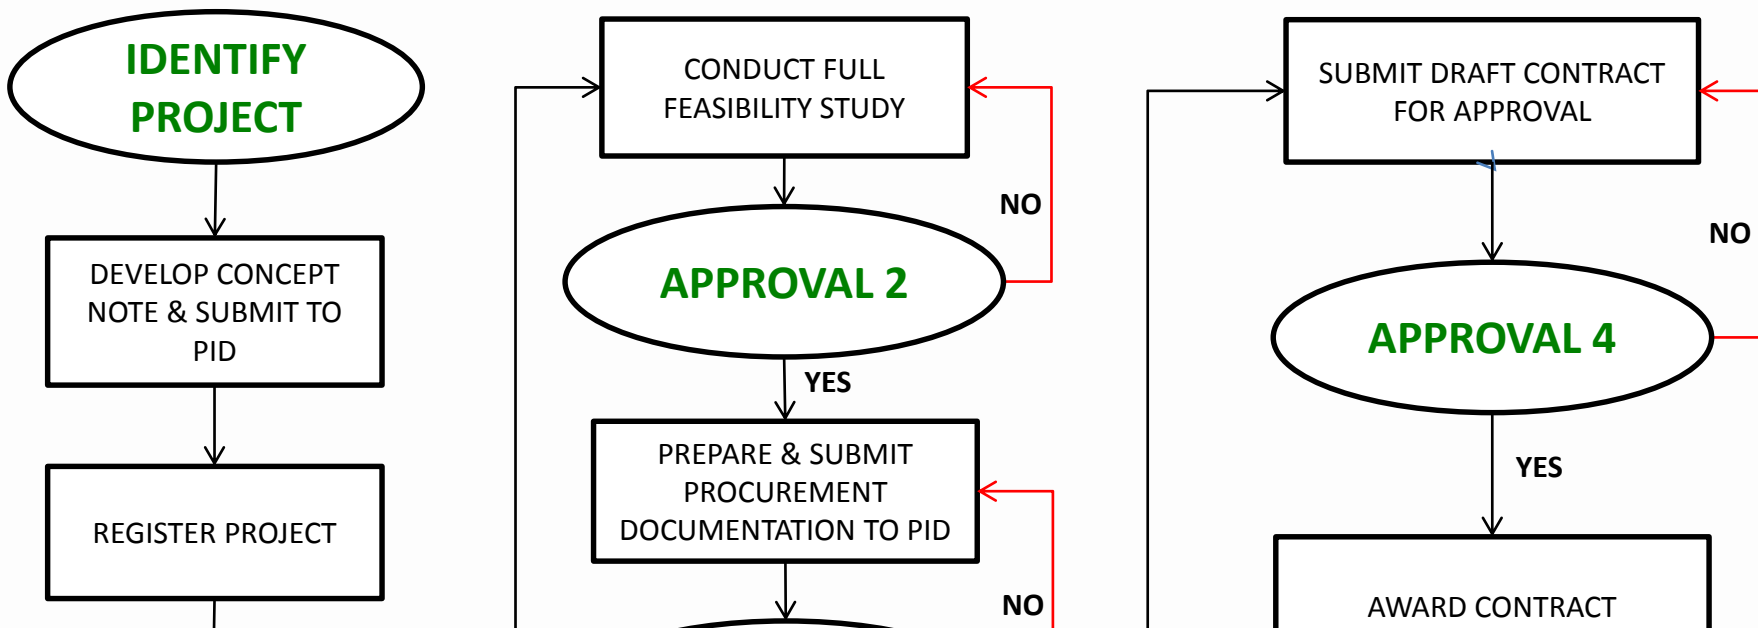 IDENTIFY
PROJECT
DEVELOP CONCEPT
NOTE & SUBMIT TO
PID
REGISTER PROJECT
CONDUCT FULL
FEASIBILITY STUDY
NO
APPROVAL 2
YES
PREPARE & SUBMIT
PROCUREMENT
DOCUMENTATION TO PID
NO
SUBMIT DRAFT CONTRACT
FOR APPROVAL
NO
APPROVAL 4
YES
AWARD CONTRACT